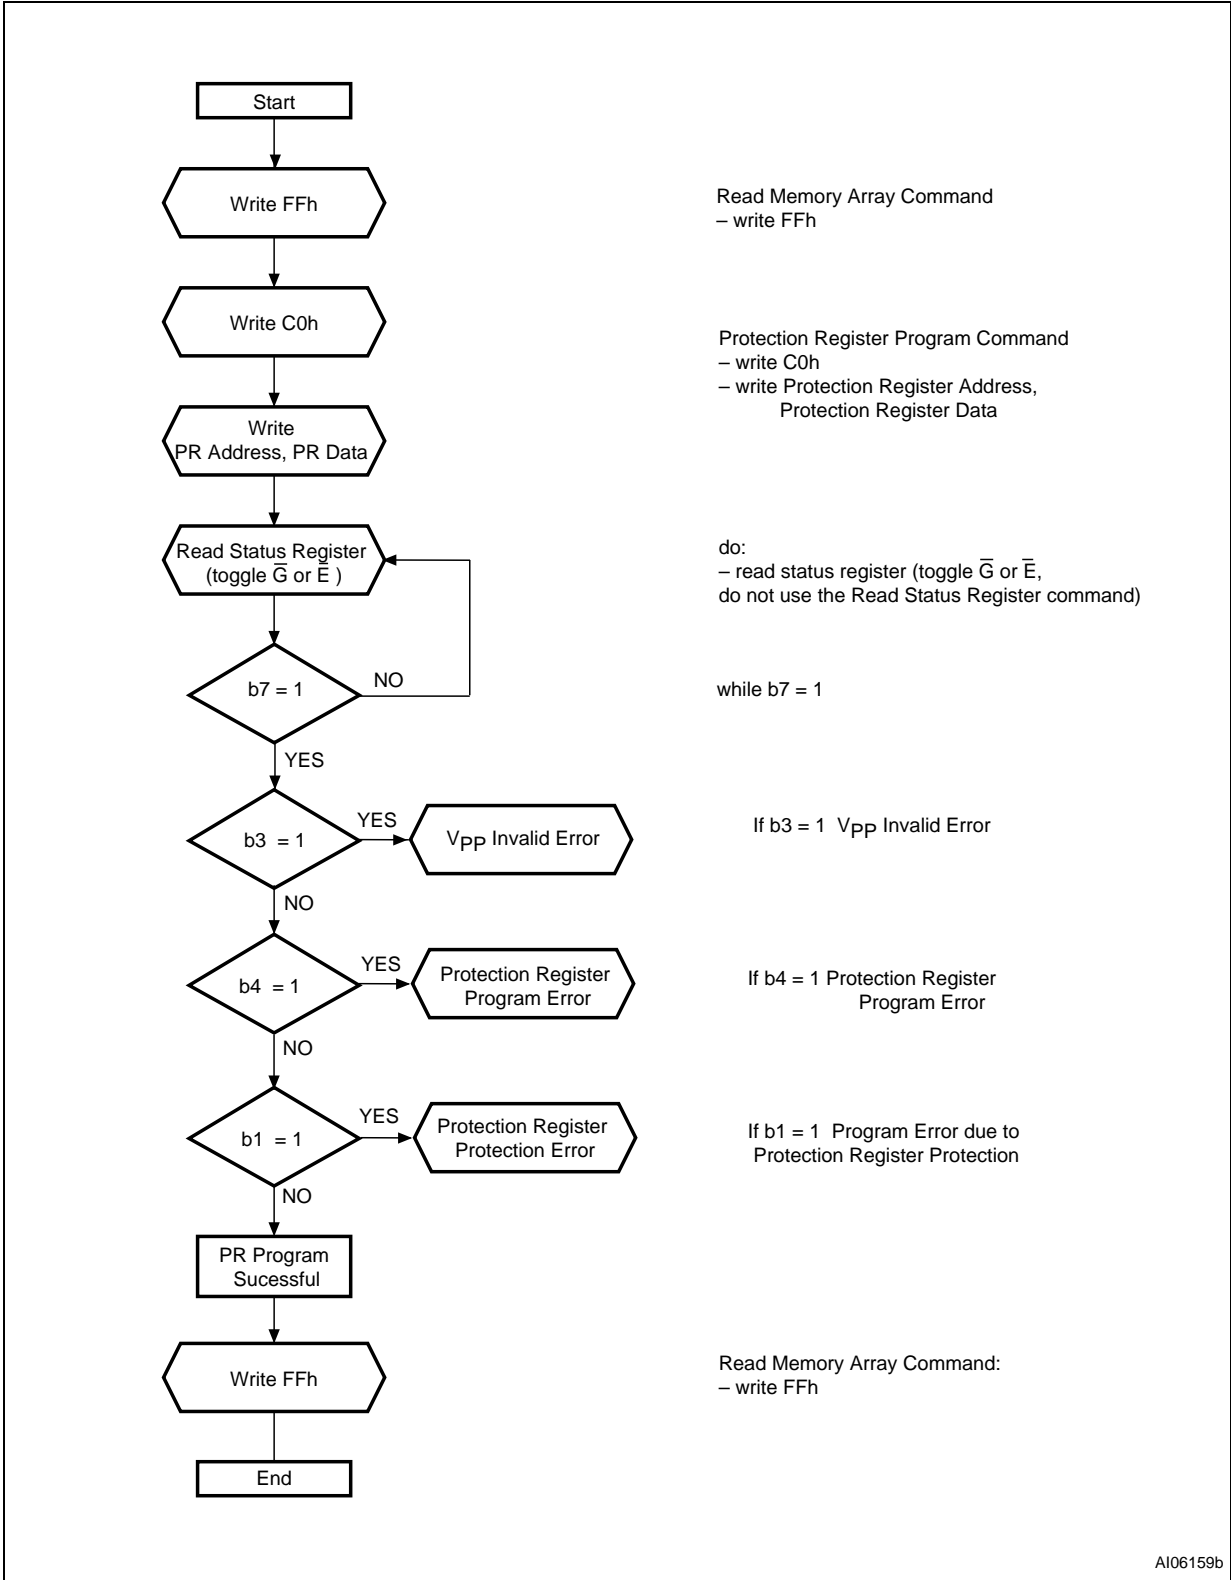 Start
Write FFh
Read Memory Array Command
– write FFh
Write C0h
Protection Register Program Command
– write C0h
– write Protection Register Address,
Protection Register Data
Write
PR Address, PR Data
Read Status Register
(toggle G̅ or E̅ )
do:
– read status register (toggle G̅ or E̅,
do not use the Read Status Register command)
b7 = 1
NO
while b7 = 1
YES
b3 = 1
YES
VPP Invalid Error
If b3 = 1 VPP Invalid Error
NO
b4 = 1
YES
Protection Register
Program Error
If b4 = 1 Protection Register
Program Error
NO
b1 = 1
YES
Protection Register
Protection Error
If b1 = 1 Program Error due to
Protection Register Protection
NO
PR Program
Sucessful
Write FFh
Read Memory Array Command:
– write FFh
End
AI06159b